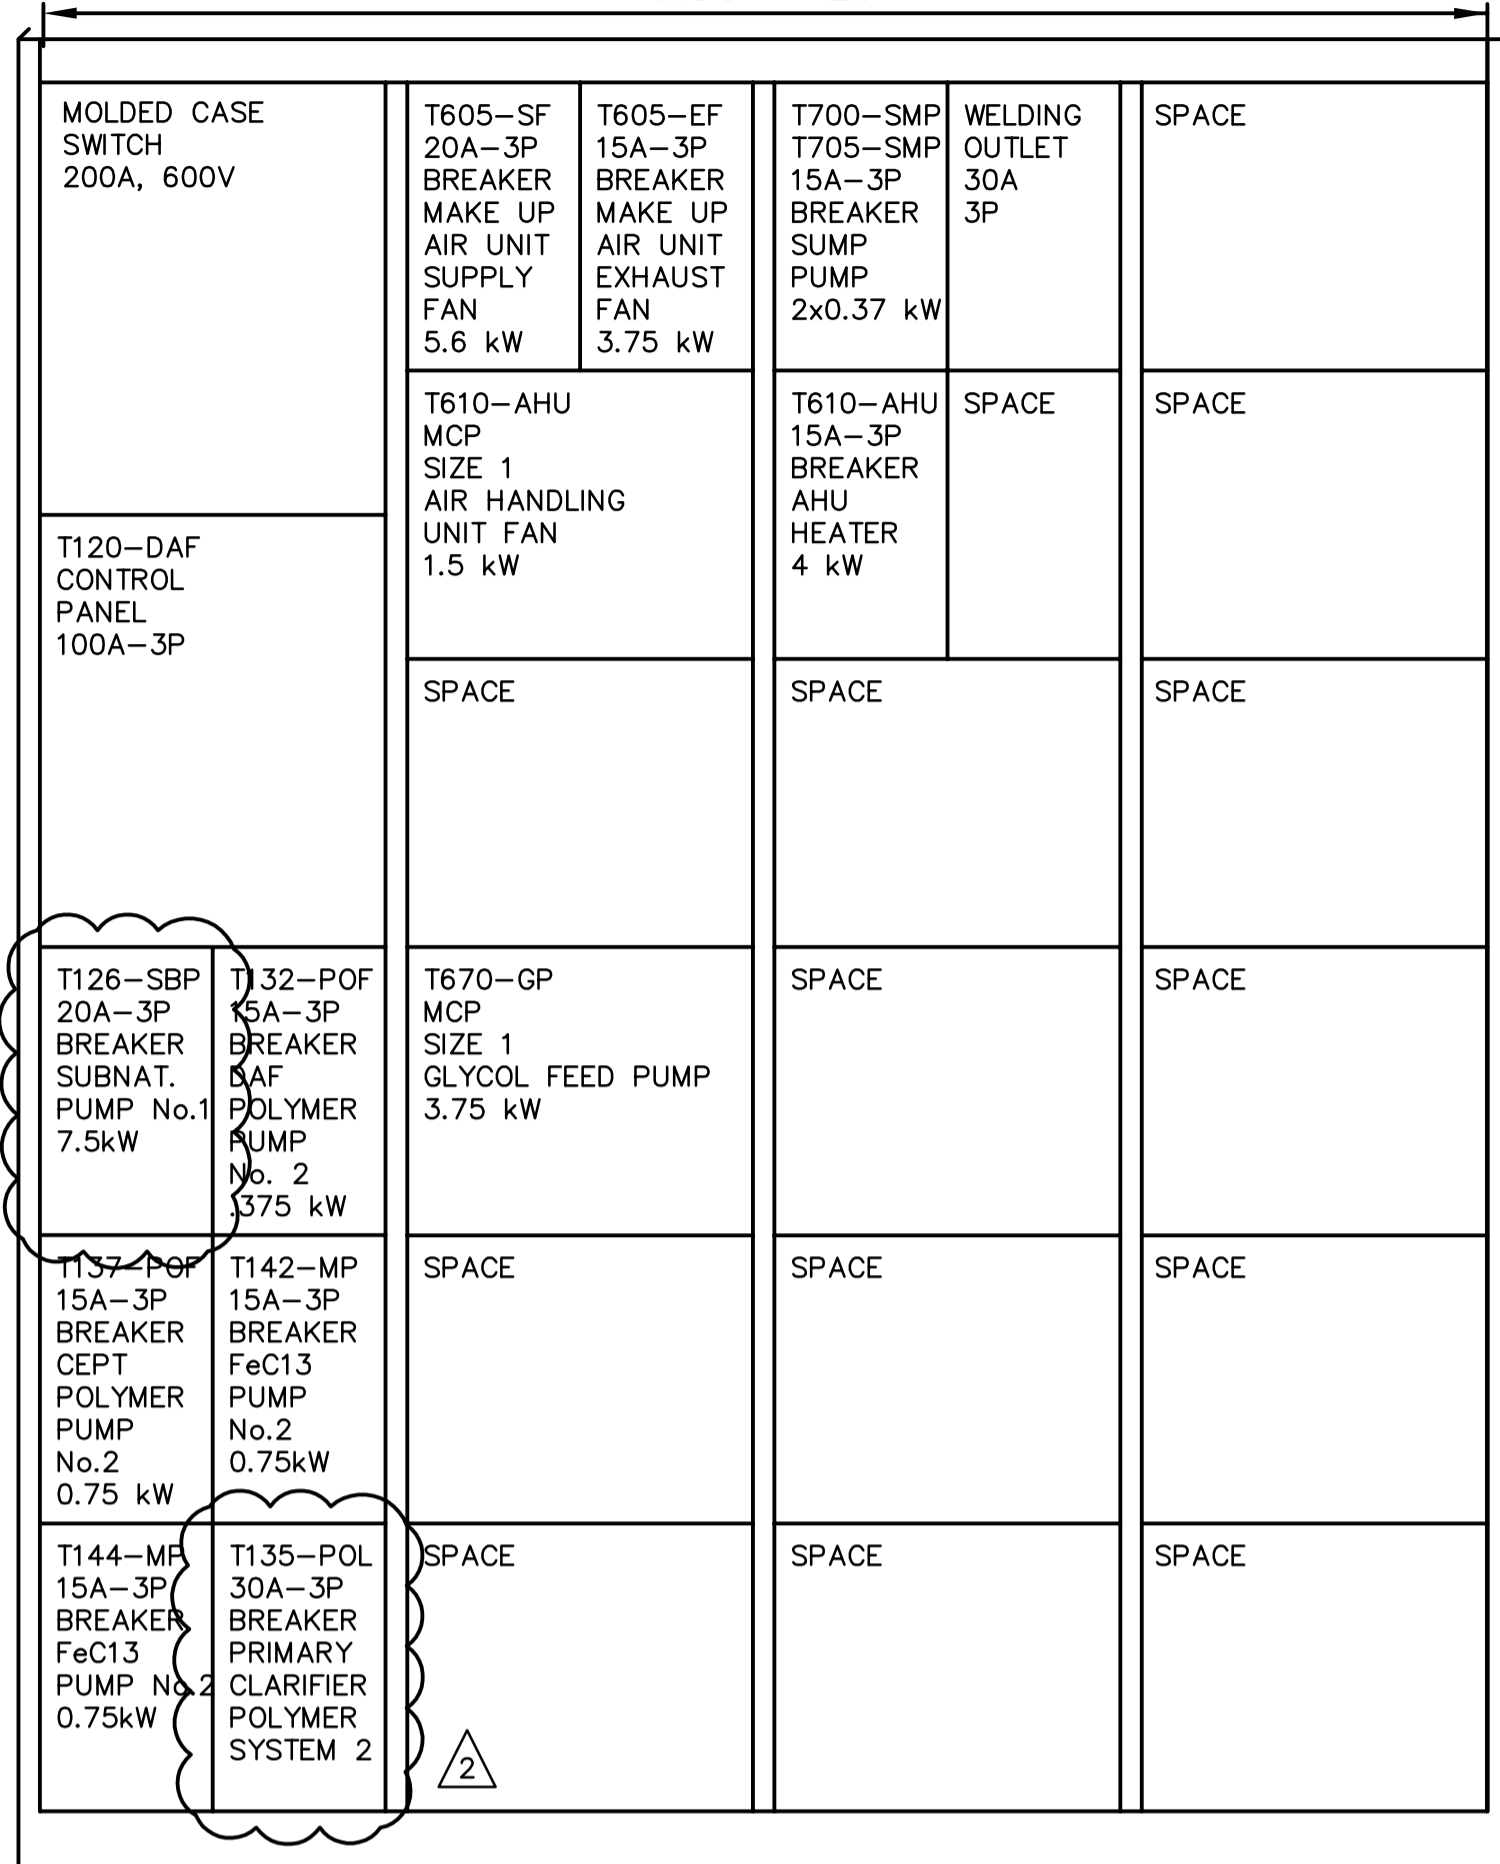 MOLDED CASE
SWITCH
200A, 600V
T120-DAF
CONTROL
PANEL
100A-3P
T126-SBP
20A-3P
BREAKER
SUBNAT.
PUMP No.1
7.5kW
T132-POF
15A-3P
BREAKER
DAF
POLYMER
PUMP
No. 2
.375 kW
T137-POF
15A-3P
BREAKER
CEPT
POLYMER
PUMP
No.2
0.75 kW
T142-MP
15A-3P
BREAKER
FeC13
PUMP
No.2
0.75kW
T144-MP
15A-3P
BREAKER
FeC13
PUMP No.2
0.75kW
T135-POL
30A-3P
BREAKER
PRIMARY
CLARIFIER
POLYMER
SYSTEM 2
T605-SF
20A-3P
BREAKER
MAKE UP
AIR UNIT
SUPPLY
FAN
5.6 kW
T605-EF
15A-3P
BREAKER
MAKE UP
AIR UNIT
EXHAUST
FAN
3.75 kW
T610-AHU
MCP
SIZE 1
AIR HANDLING
UNIT FAN
1.5 kW
SPACE
T670-GP
MCP
SIZE 1
GLYCOL FEED PUMP
3.75 kW
SPACE
SPACE
2
T700-SMP
T705-SMP
15A-3P
BREAKER
SUMP
PUMP
2x0.37 kW
WELDING
OUTLET
30A
3P
T610-AHU
15A-3P
BREAKER
AHU
HEATER
4 kW
SPACE
SPACE
SPACE
SPACE
SPACE
SPACE
SPACE
SPACE
SPACE
SPACE
SPACE